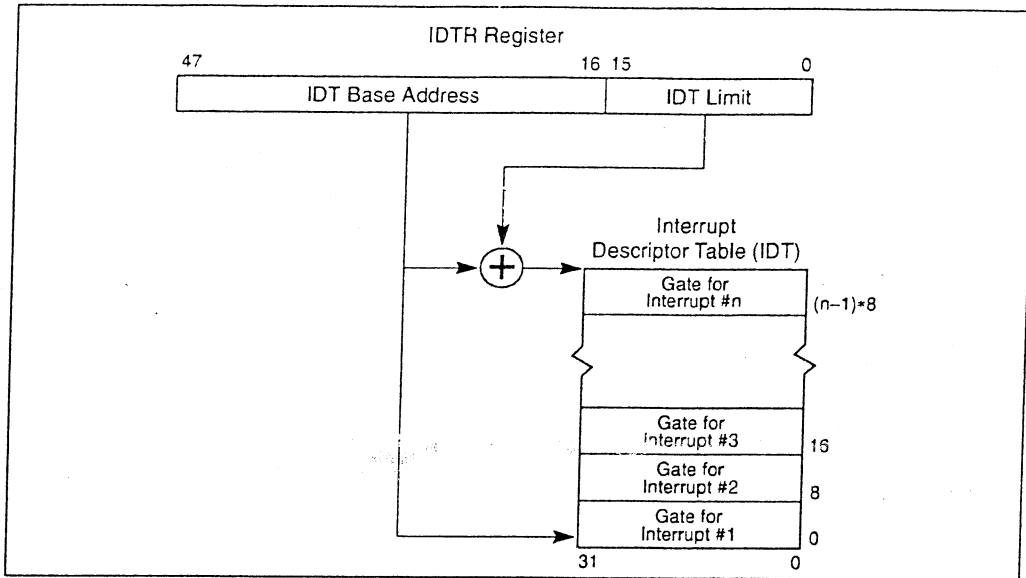 IDTR Register
47 16 15 0
IDT Base Address IDT Limit
Interrupt
Descriptor Table (IDT)
Gate for
Interrupt #n
(n–1)*8
Gate for
Interrupt #3
16
Gate for
Interrupt #2
8
Gate for
Interrupt #1
0
31 0